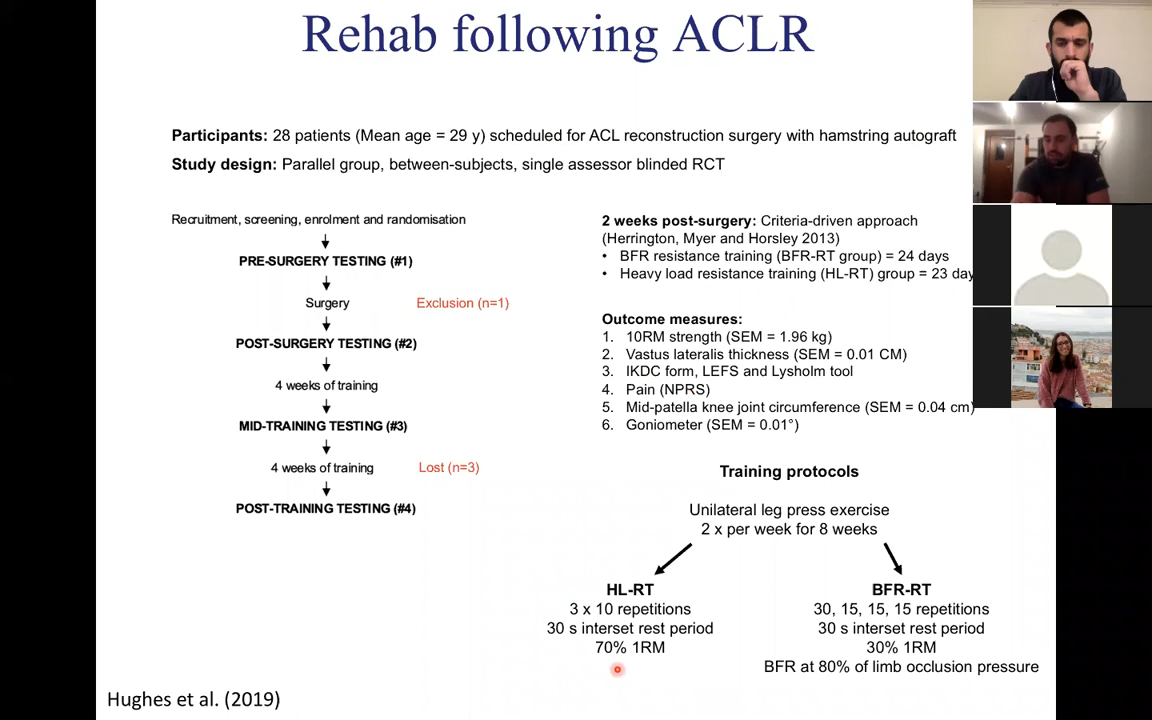 Rehab following ACLR
Participants: 28 patients (Mean age = 29 y) scheduled for ACL reconstruction surgery with hamstring autograft
Study design: Parallel group, between-subjects, single assessor blinded RCT
Recruitment, screening, enrolment and randomisation
PRE-SURGERY TESTING (#1)
Surgery
Exclusion (n=1)
POST-SURGERY TESTING (#2)
4 weeks of training
MID-TRAINING TESTING (#3)
4 weeks of training
Lost (n=3)
POST-TRAINING TESTING (#4)
2 weeks post-surgery: Criteria-driven approach
(Herrington, Myer and Horsley 2013)
• BFR resistance training (BFR-RT group) = 24 days
• Heavy load resistance training (HL-RT) group = 23 day
Outcome measures:
1. 10RM strength (SEM = 1.96 kg)
2. Vastus lateralis thickness (SEM = 0.01 CM)
3. IKDC form, LEFS and Lysholm tool
4. Pain (NPRS)
5. Mid-patella knee joint circumference (SEM = 0.04 cm)
6. Goniometer (SEM = 0.01°)
Training protocols
Unilateral leg press exercise
2 x per week for 8 weeks
HL-RT
3 x 10 repetitions
30 s interset rest period
70% 1RM
BFR-RT
30, 15, 15, 15 repetitions
30 s interset rest period
30% 1RM
BFR at 80% of limb occlusion pressure
Hughes et al. (2019)